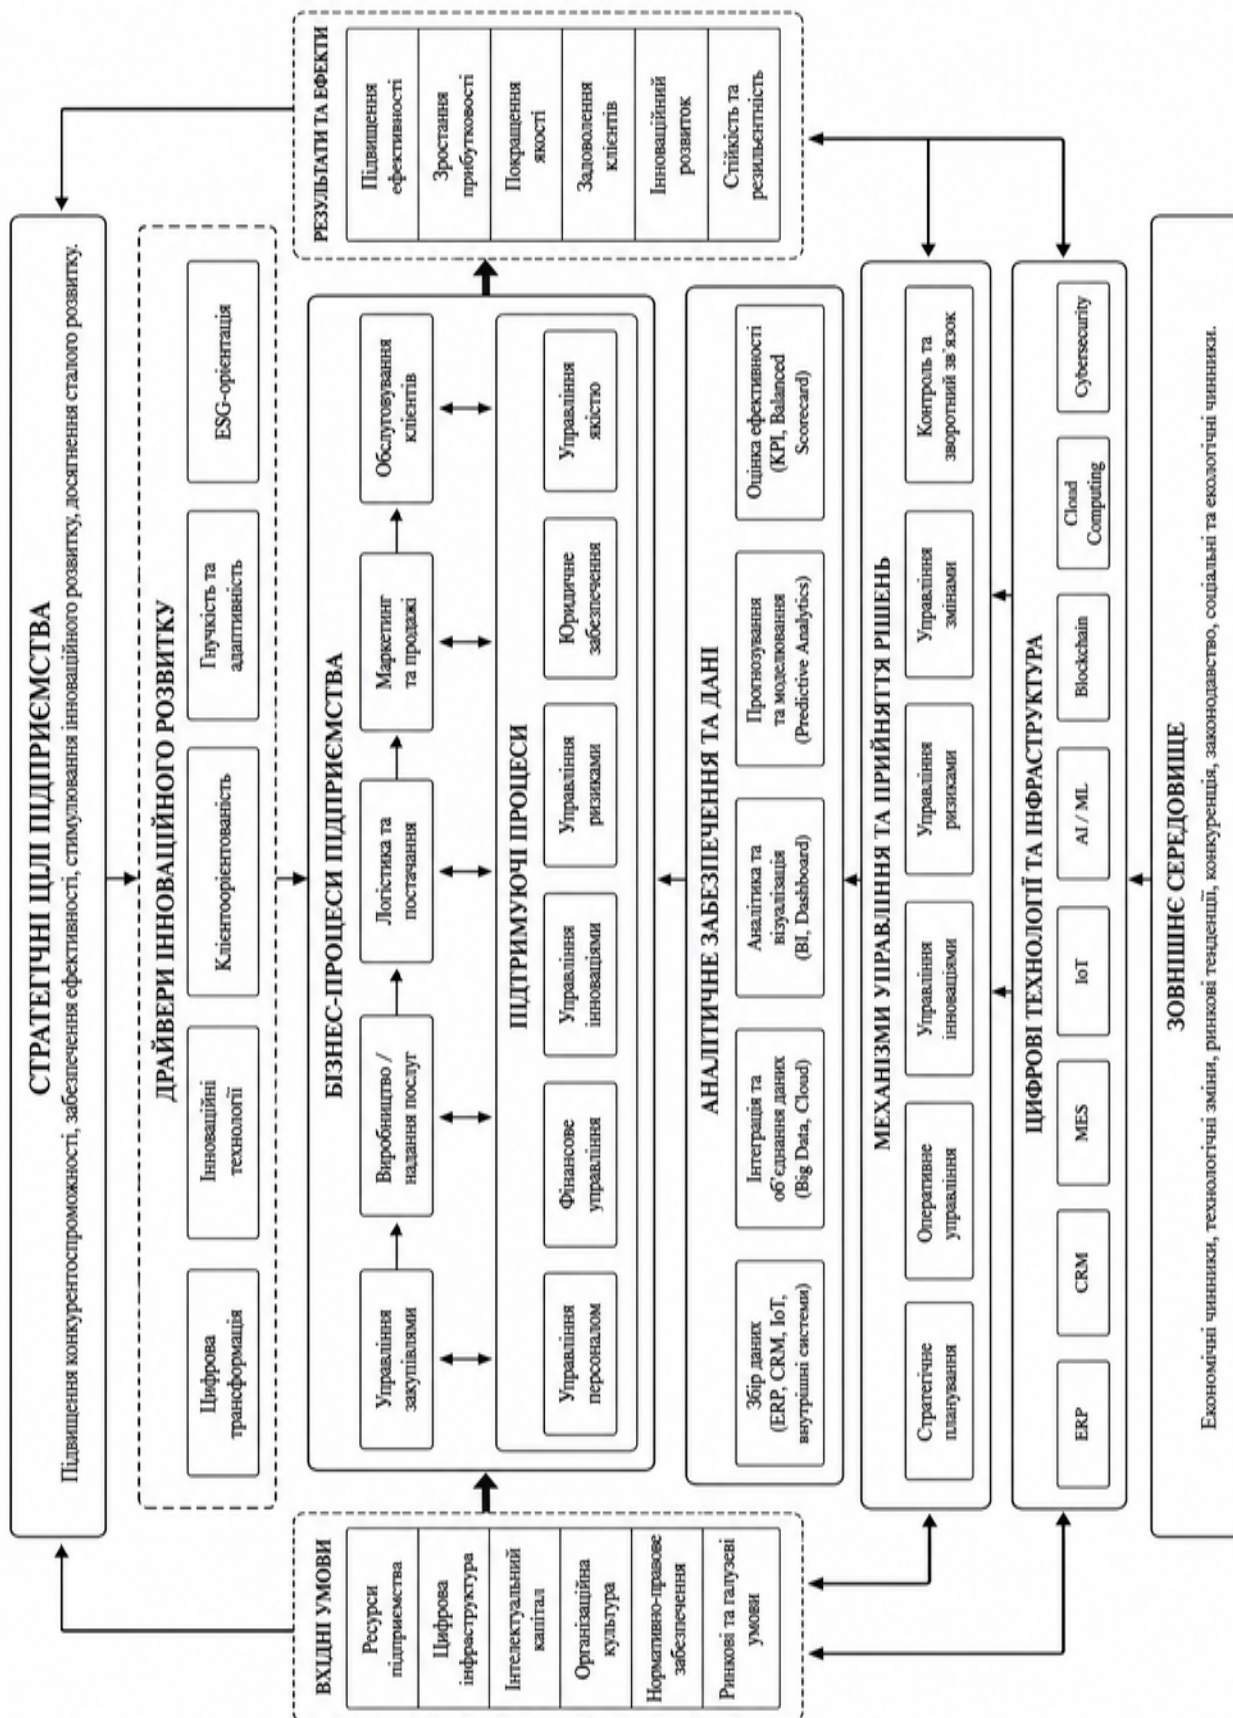 СТРАТЕГІЧНІ ЦІЛІ ПІДПРИЄМСТВА
Підвищення конкурентоспроможності, забезпечення ефективності, стимулювання інноваційного розвитку, досягнення сталого розвитку.
ДРАЙВЕРИ ІННОВАЦІЙНОГО РОЗВИТКУ
Цифрова
трансформація
Інноваційні
технології
Клієнтоорієнтованість
Гнучкість та
адаптивність
ESG-орієнтація
ВХІДНІ УМОВИ
Ресурси
підприємства
Цифрова
інфраструктура
Інтелектуальний
капітал
Організаційна
культура
Нормативно-правове
забезпечення
Ринкові та галузеві
умови
БІЗНЕС-ПРОЦЕСИ ПІДПРИЄМСТВА
Управління
закупівлями
Виробництво /
надання послуг
Логістика та
постачання
Маркетинг
та продажі
Обслуговування
клієнтів
ПІДТРИМУЮЧІ ПРОЦЕСИ
Управління
персоналом
Фінансове
управління
Управління
інноваціями
Управління
ризиками
Юридичне
забезпечення
Управління
якістю
РЕЗУЛЬТАТИ ТА ЕФЕКТИ
Підвищення
ефективності
Зростання
прибутковості
Покращення
якості
Задоволення
клієнтів
Інноваційний
розвиток
Стійкість та
резильєнтність
АНАЛІТИЧНЕ ЗАБЕЗПЕЧЕННЯ ТА ДАНІ
Збір даних
(ERP, CRM, IoT,
внутрішні системи)
Інтеграція та
об'єднання даних
(Big Data, Cloud)
Аналітика та
візуалізація
(BI, Dashboard)
Прогнозування
та моделювання
(Predictive Analytics)
Оцінка ефективності
(KPI, Balanced
Scorecard)
МЕХАНІЗМИ УПРАВЛІННЯ ТА ПРИЙНЯТТЯ РІШЕНЬ
Стратегічне
планування
Оперативне
управління
Управління
інноваціями
Управління
ризиками
Управління
змінами
Контроль та
зворотний зв'язок
ЦИФРОВІ ТЕХНОЛОГІЇ ТА ІНФРАСТРУКТУРА
ERP
CRM
MES
IoT
AI / ML
Blockchain
Cloud
Computing
Cybersecurity
ЗОВНІШНЄ СЕРЕДОВИЩЕ
Економічні чинники, технологічні зміни, ринкові тенденції, конкуренція, законодавство, соціальні та екологічні чинники.